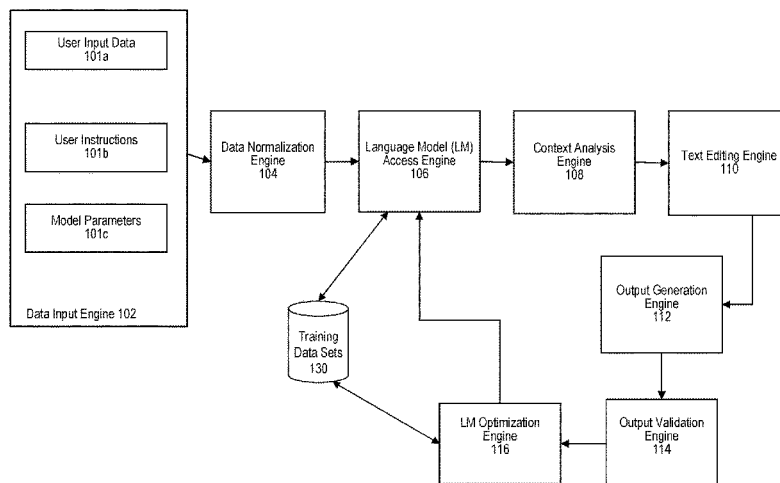 User Input Data
101a
User Instructions
101b
Model Parameters
101c
Data Input Engine 102
Data Normalization
Engine
104
Language Model (LM)
Access Engine
106
Context Analysis
Engine
108
Text Editing Engine
110
Output Generation
Engine
112
Training
Data Sets
130
LM Optimization
Engine
116
Output Validation
Engine
114